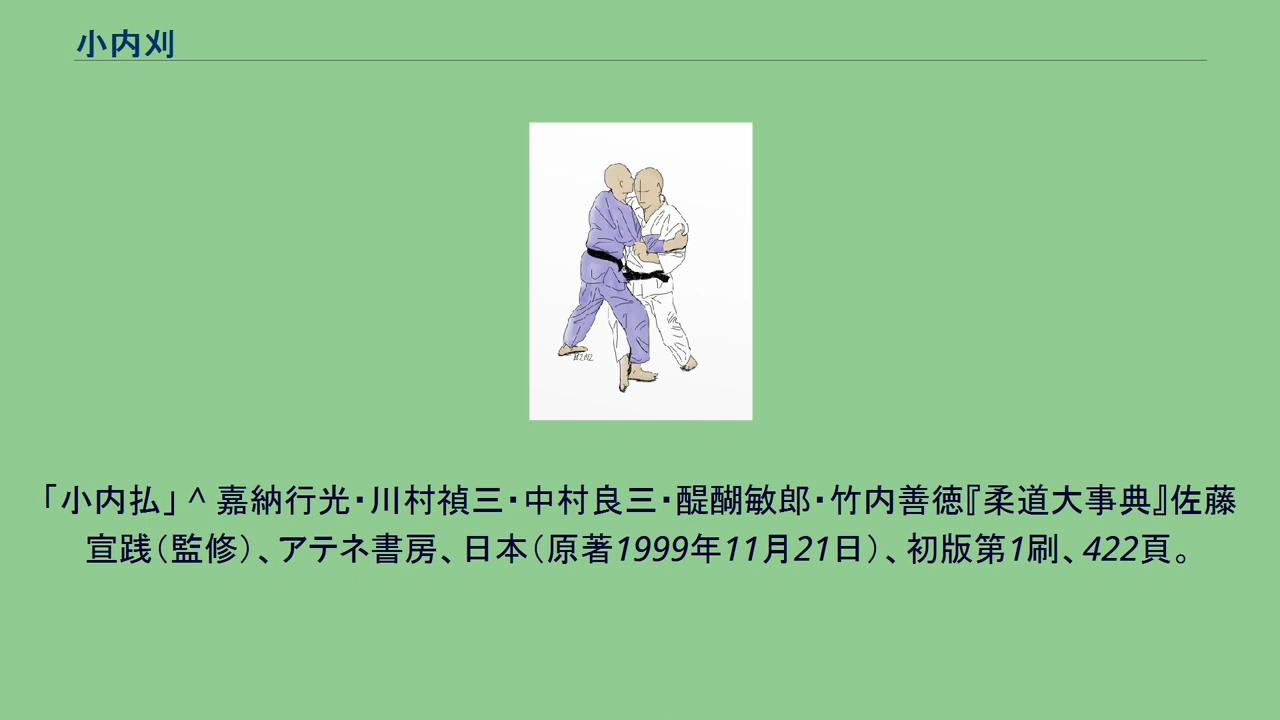 小内刈
「小内払」 ^ 嘉納行光・川村禎三・中村良三・醍醐敏郎・竹内善徳『柔道大事典』佐藤
宣践（監修）、アテネ書房、日本（原著1999年11月21日）、初版第1刷、422頁。